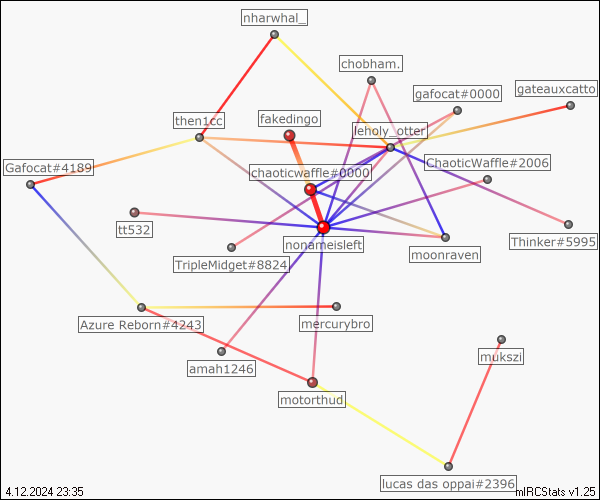 nharwhal_
chobham.
gafocat#0000
gateauxcatto
then1cc
fakedingo
leholy_otter
Gafocat#4189
chaoticwaffle#0000
ChaoticWaffle#2006
tt532
nonameisleft
Thinker#5995
TripleMidget#8824
moonraven
Azure Reborn#4243
mercurybro
amah1246
mukszi
motorthud
lucas das oppai#2396
4.12.2024 23:35
mIRCStats v1.25